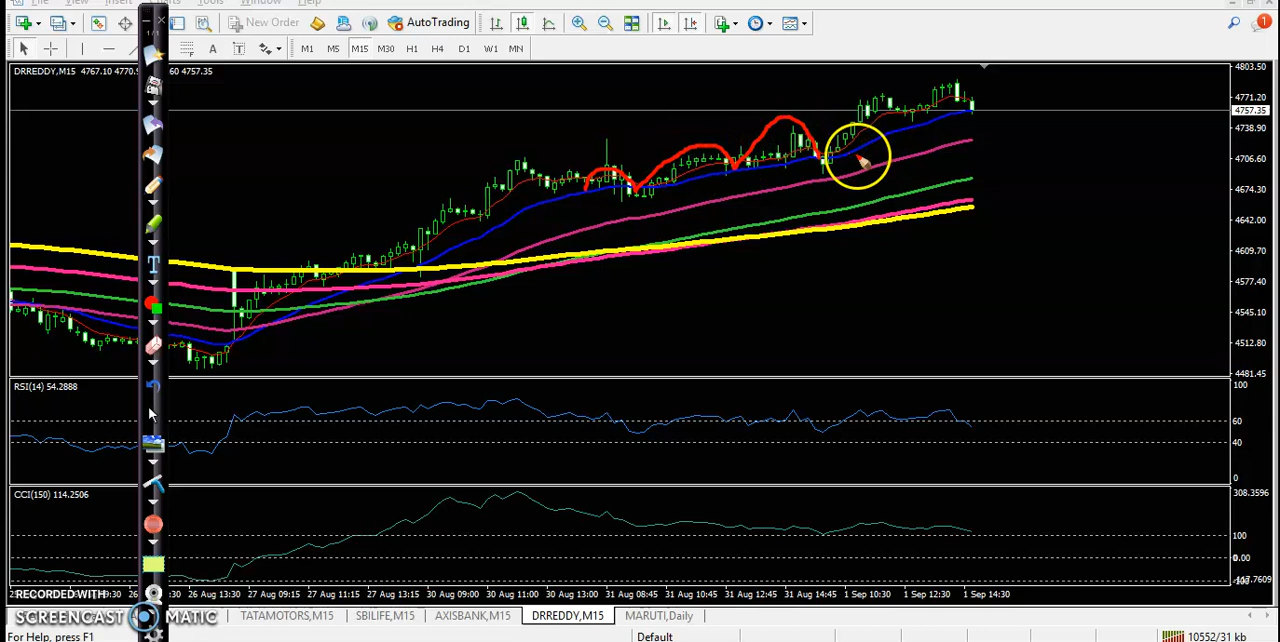 New Order
AutoTrading
1/1
A
T
M1 M5 M15 M30 H1 H4 D1 W1 MN
1
DRREDDY,M15 4767.10 4770.9 60 4757.35
4803.50
4771.20
4757.35
4738.90
4706.60
4674.30
4642.00
4609.70
4577.40
4545.10
4512.80
4481.45
RSI(14) 54.2888
100
60
40
0
CCI(150) 114.2506
308.3596
100
0.00
26 Aug 13:30 27 Aug 09:15 27 Aug 11:15 27 Aug 13:15 30 Aug 09:00 30 Aug 11:00 30 Aug 13:00 31 Aug 08:45 31 Aug 10:45 31 Aug 12:45 31 Aug 14:45 1 Sep 10:30 1 Sep 12:30 1 Sep 14:30
RECORDED WITH
SCREENCAST MATIC
TATAMOTORS,M15 SBILIFE,M15 AXISBANK,M15 DRREDDY,M15 MARUTI,Daily
For Help, press F1
Default
10552/31 kb